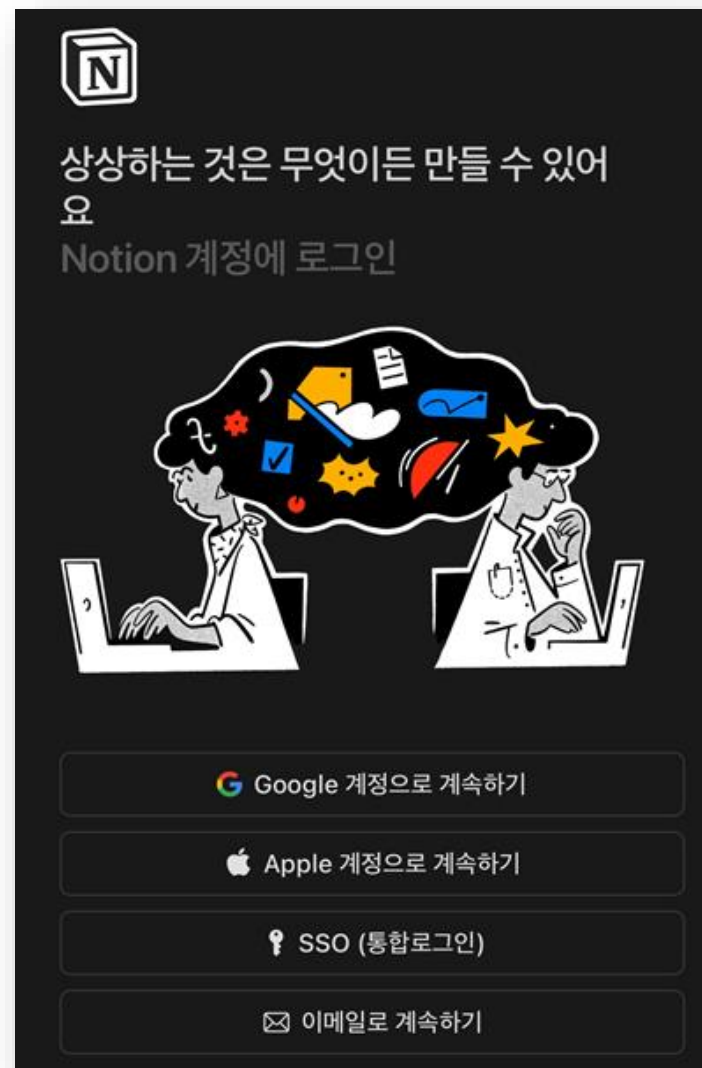 N
상상하는 것은 무엇이든 만들 수 있어
요
Notion 계정에 로그인
Google 계정으로 계속하기
Apple 계정으로 계속하기
SSO (통합로그인)
이메일로 계속하기